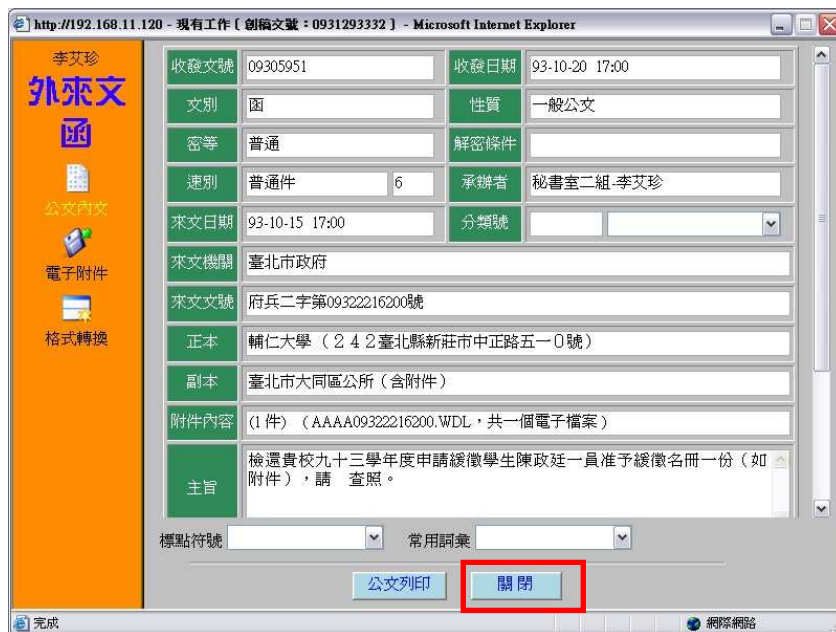 http://192.168.11.120 - 現有工作〔創稿文號：0931293332〕 - Microsoft Internet Explorer
李艾珍
外來文
函
公文內文
電子附件
格式轉換
收發文號 09305951 收發日期 93-10-20 17:00
文別 函 性質 一般公文
密等 普通 解密條件
速別 普通件 6 承辦者 秘書室二組-李艾珍
來文日期 93-10-15 17:00 分類號
來文機關 臺北市政府
來文文號 府兵二字第09322216200號
正本 輔仁大學（２４２臺北縣新莊市中正路五一０號）
副本 臺北市大同區公所（含附件）
附件內容 (1 件) （AAAA09322216200.WDL，共一個電子檔案）
主旨 檢還貴校九十三學年度申請緩徵學生陳政廷一員准予緩徵名冊一份（如
附件），請　查照。
標點符號 常用詞彙
公文列印 關閉
完成 網際網路